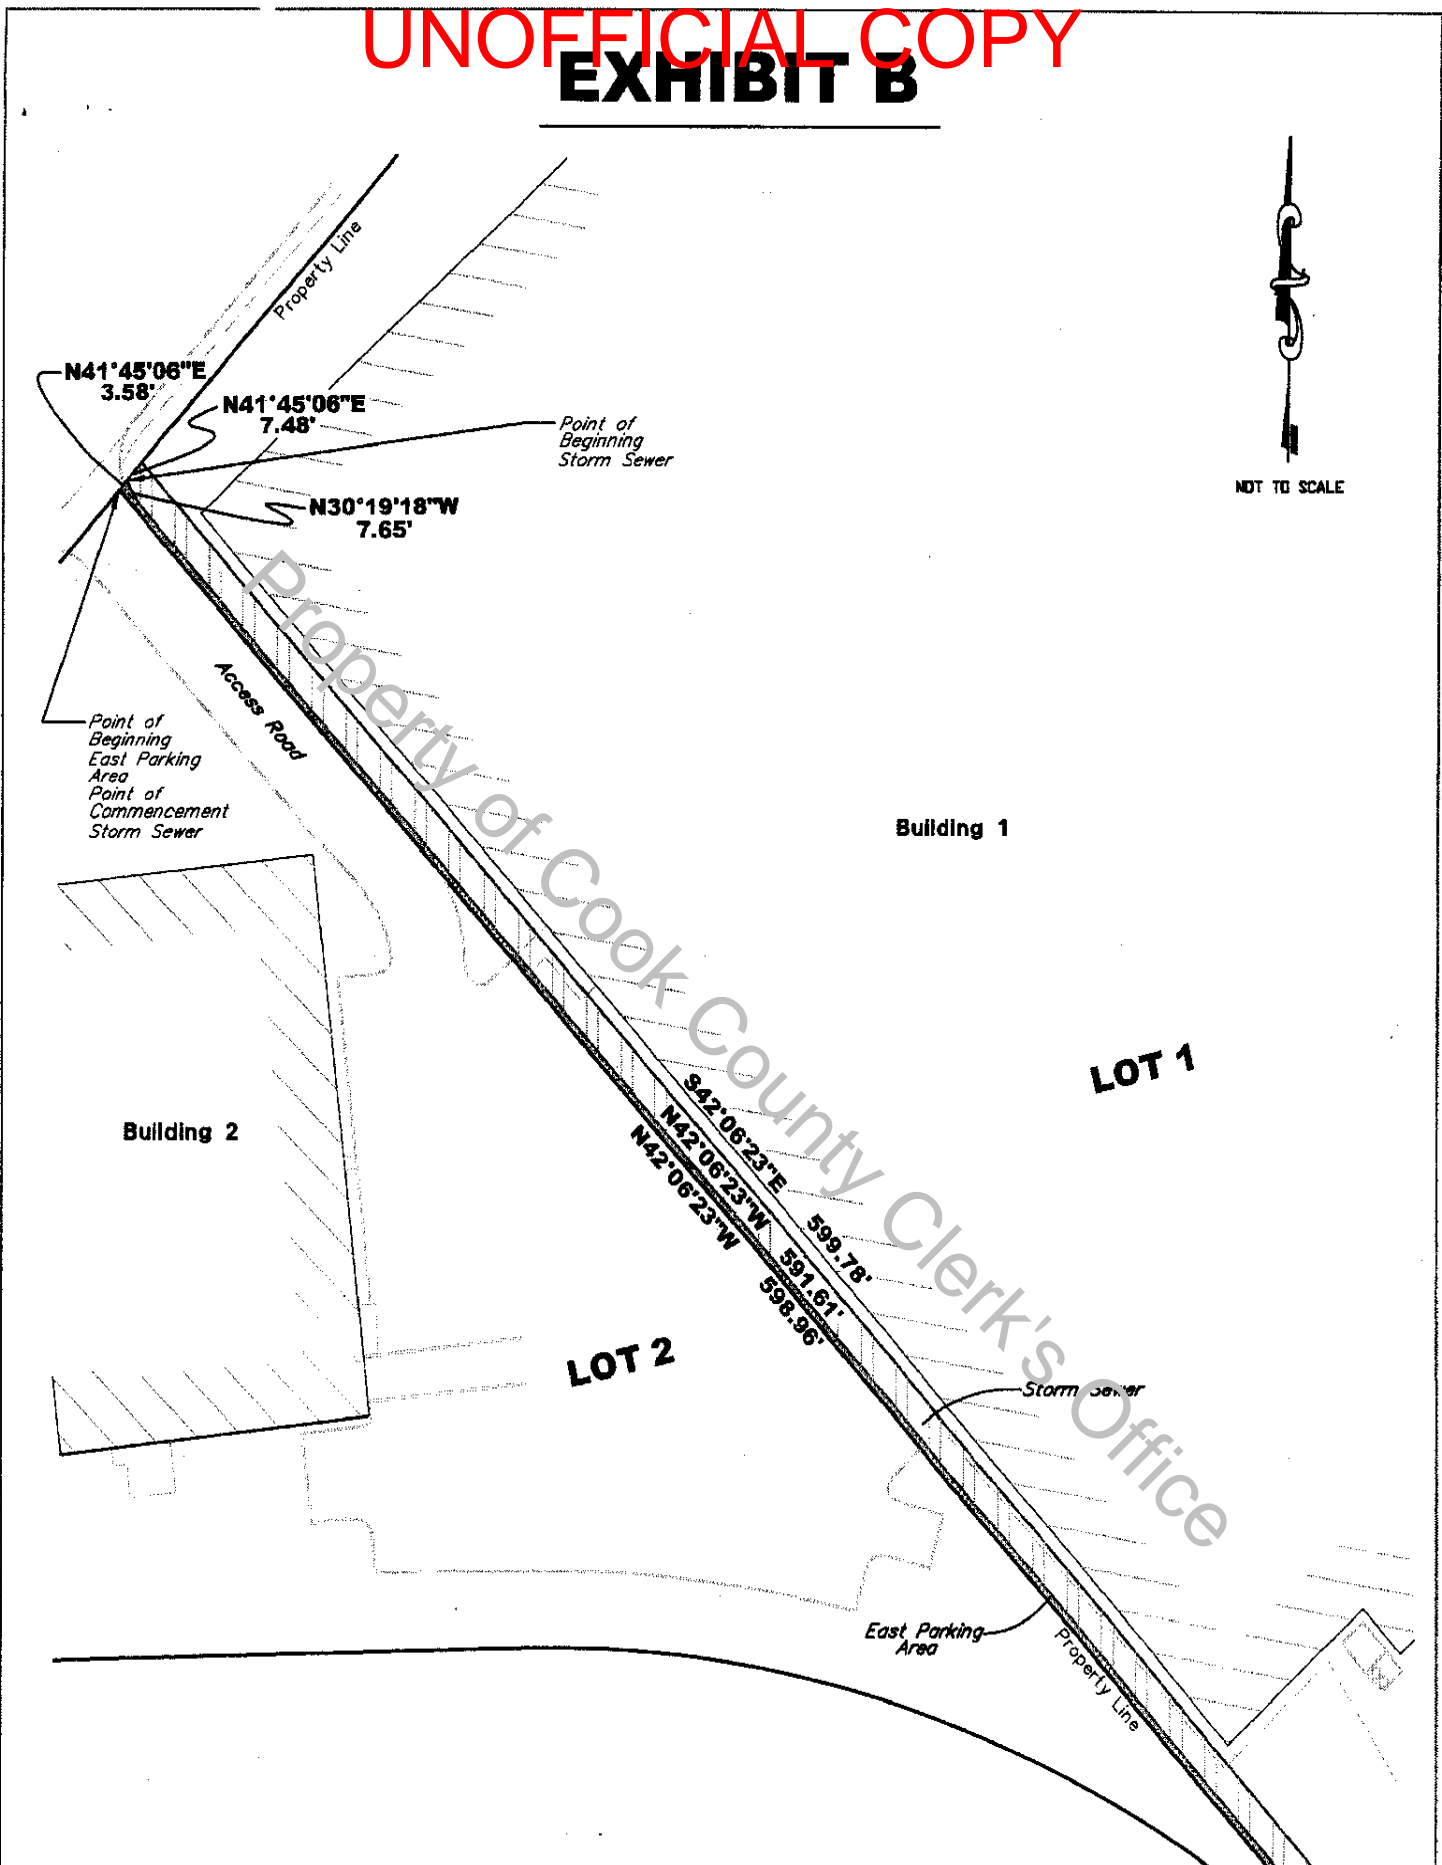 UNOFFICIAL COPY
EXHIBIT B
Property Line
N41°45'06"E
3.58'
N41°45'06"E
7.48'
Point of
Beginning
Storm Sewer
NOT TO SCALE
N30°19'18"W
7.65'
Access Road
Point of
Beginning
East Parking
Area
Point of
Commencement
Storm Sewer
Building 1
LOT 1
Building 2
S42°06'23"E 599.78'
N42°06'23"W 591.61'
N42°06'23"W 598.96'
LOT 2
Storm Sewer
East Parking
Area
Property Line
Property of Cook County Clerk's Office